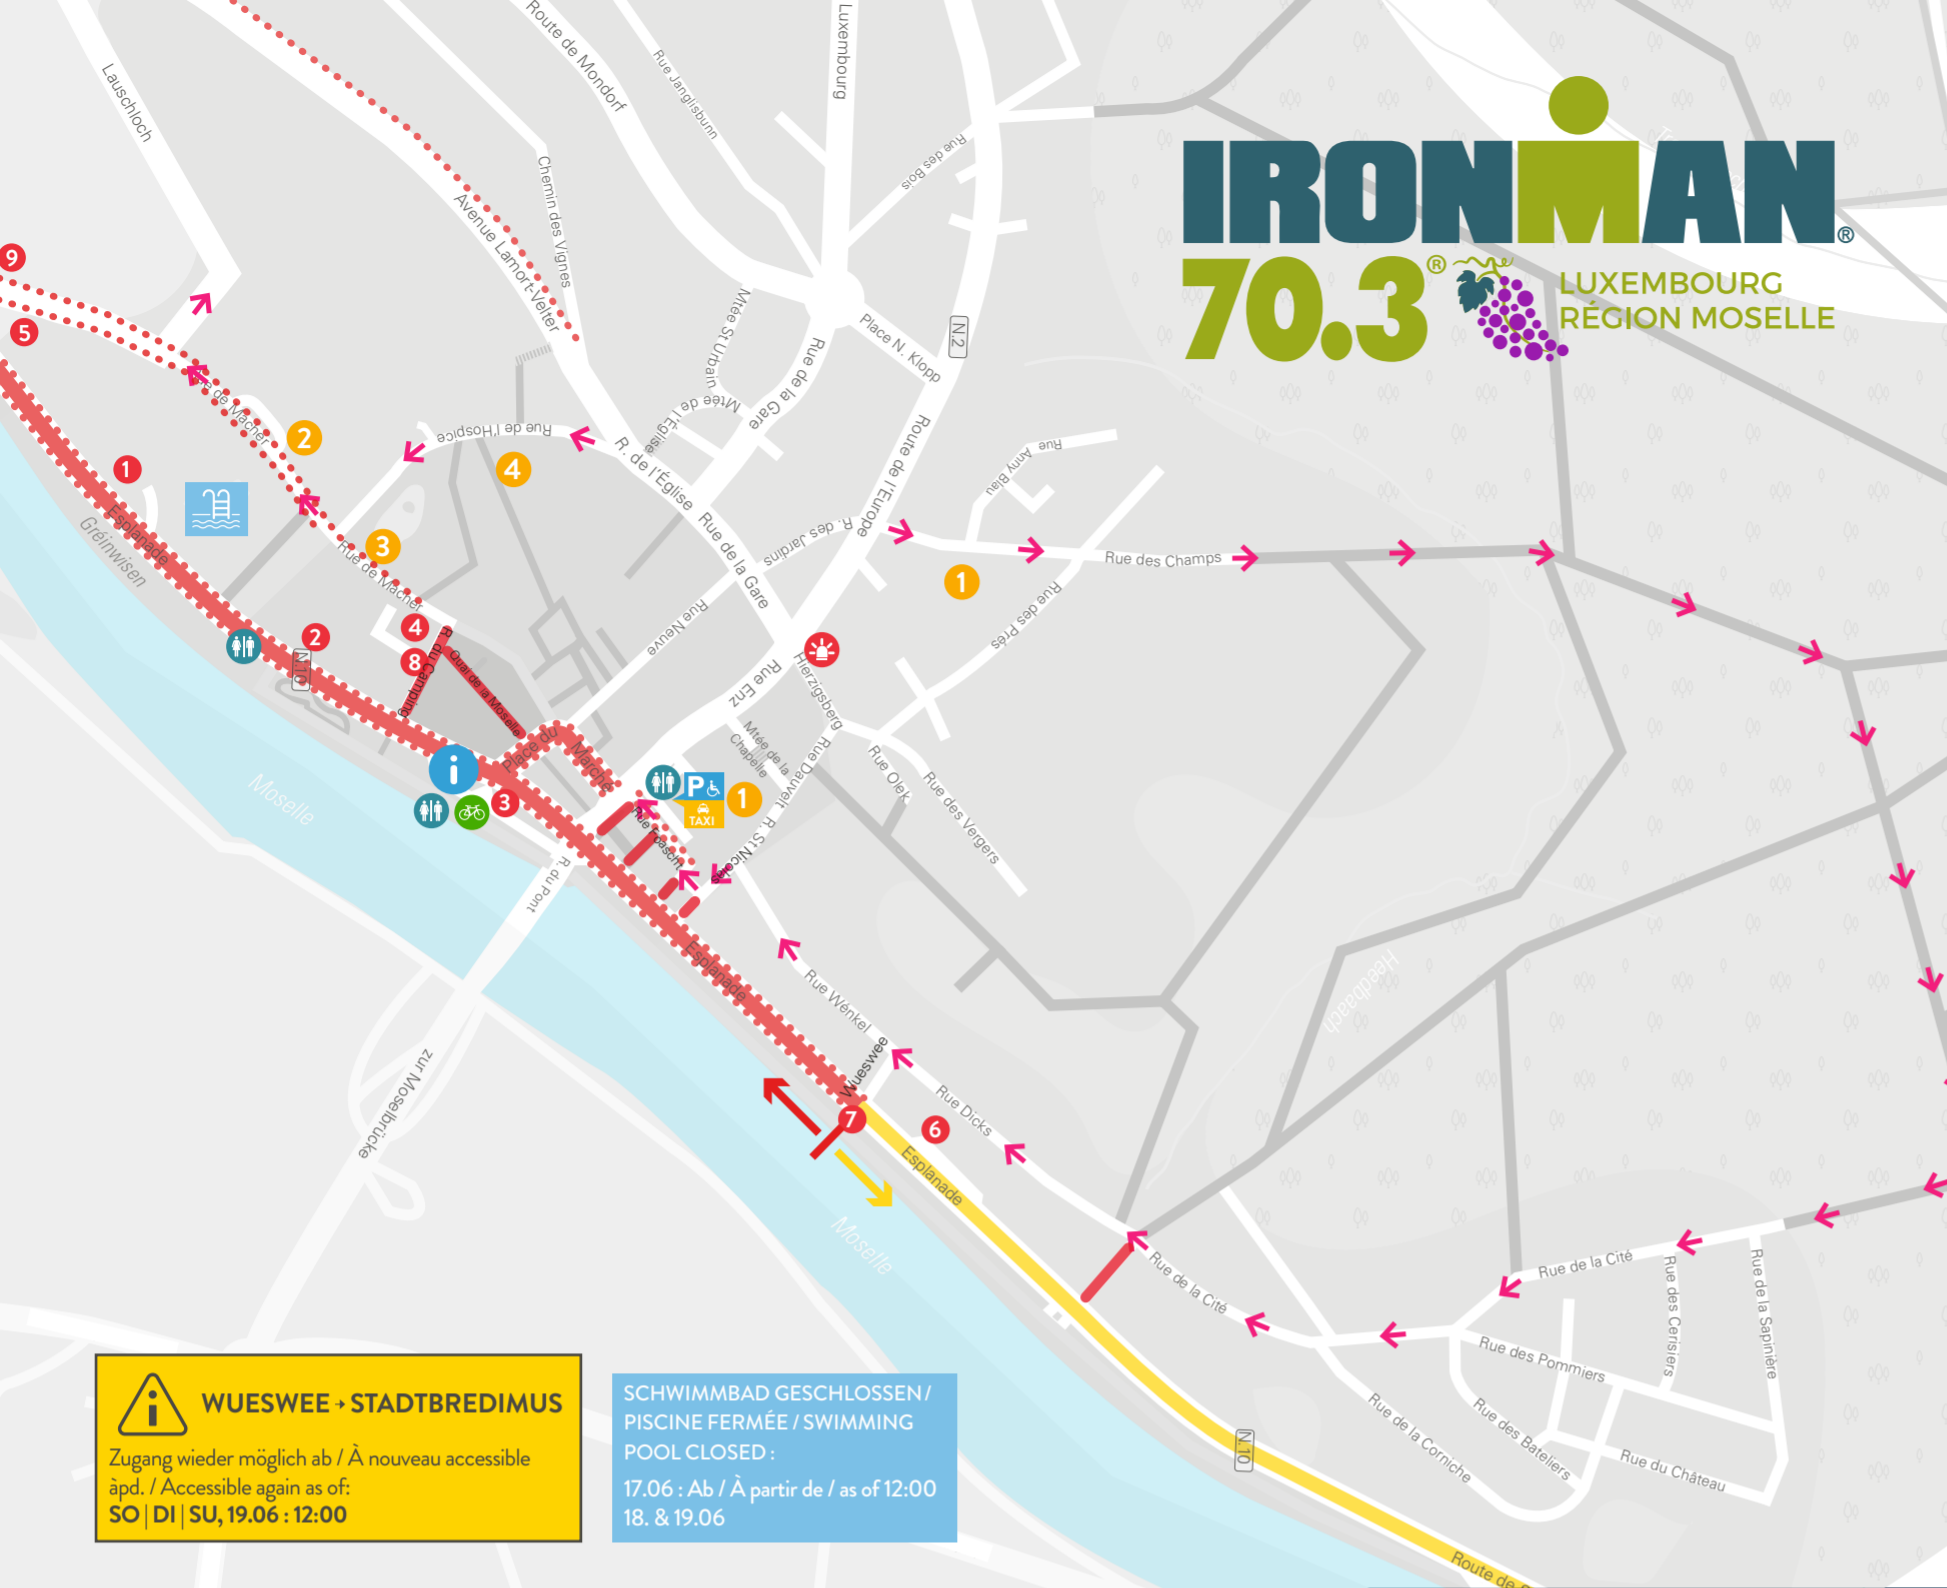 Lauschloch
Route de Mondorf
Rue Janglisbunn
Luxembourg
Rue des Bois
Chemin des Vignes
Avenue Lamort-Velter
IRONMAN®
70.3®
LUXEMBOURG
RÉGION MOSELLE
9
5
N.2
Place N. Klopp
Mtée St Urbain
Rue de la Gare
Mtée de l'Église
Rue de l'Hospice
R. de l'Église
Route de l'Europe
Rue Anny Blau
Rue de Macher
2
4
1
Esplanade
Gréinwisen
3
Rue de Macher
Rue de la Gare
R. des Jardins
Rue Neuve
Rue des Champs
1
Rue des Prés
2
N.10
4
8
R. du Camping
Quai de la Moselle
Rue Enz
Hierzigsberg
Place du Marché
Mtée de la
Chapelle
Rue Dauvelt
Rue Olek
Rue des Vergers
i
3
P
TAXI
1
Moselle
R. du Pont
R. St Nicolas
Esplanade
Rue Wénkel
Wueswee
Heedbaach
zur Moselbrücke
7
6
Rue Dicks
Esplanade
Moselle
Rue de la Cité
Rue de la Cité
Rue des Cerisiers
Rue de la Sapinière
Rue des Pommiers
Rue des Bateliers
Rue de la Corniche
Rue du Château
N.10
Route de
WUESWEE → STADTBREDIMUS
Zugang wieder möglich ab / À nouveau accessible
àpd. / Accessible again as of:
SO | DI | SU, 19.06 : 12:00
SCHWIMMBAD GESCHLOSSEN /
PISCINE FERMÉE / SWIMMING
POOL CLOSED :
17.06 : Ab / À partir de / as of 12:00
18. & 19.06